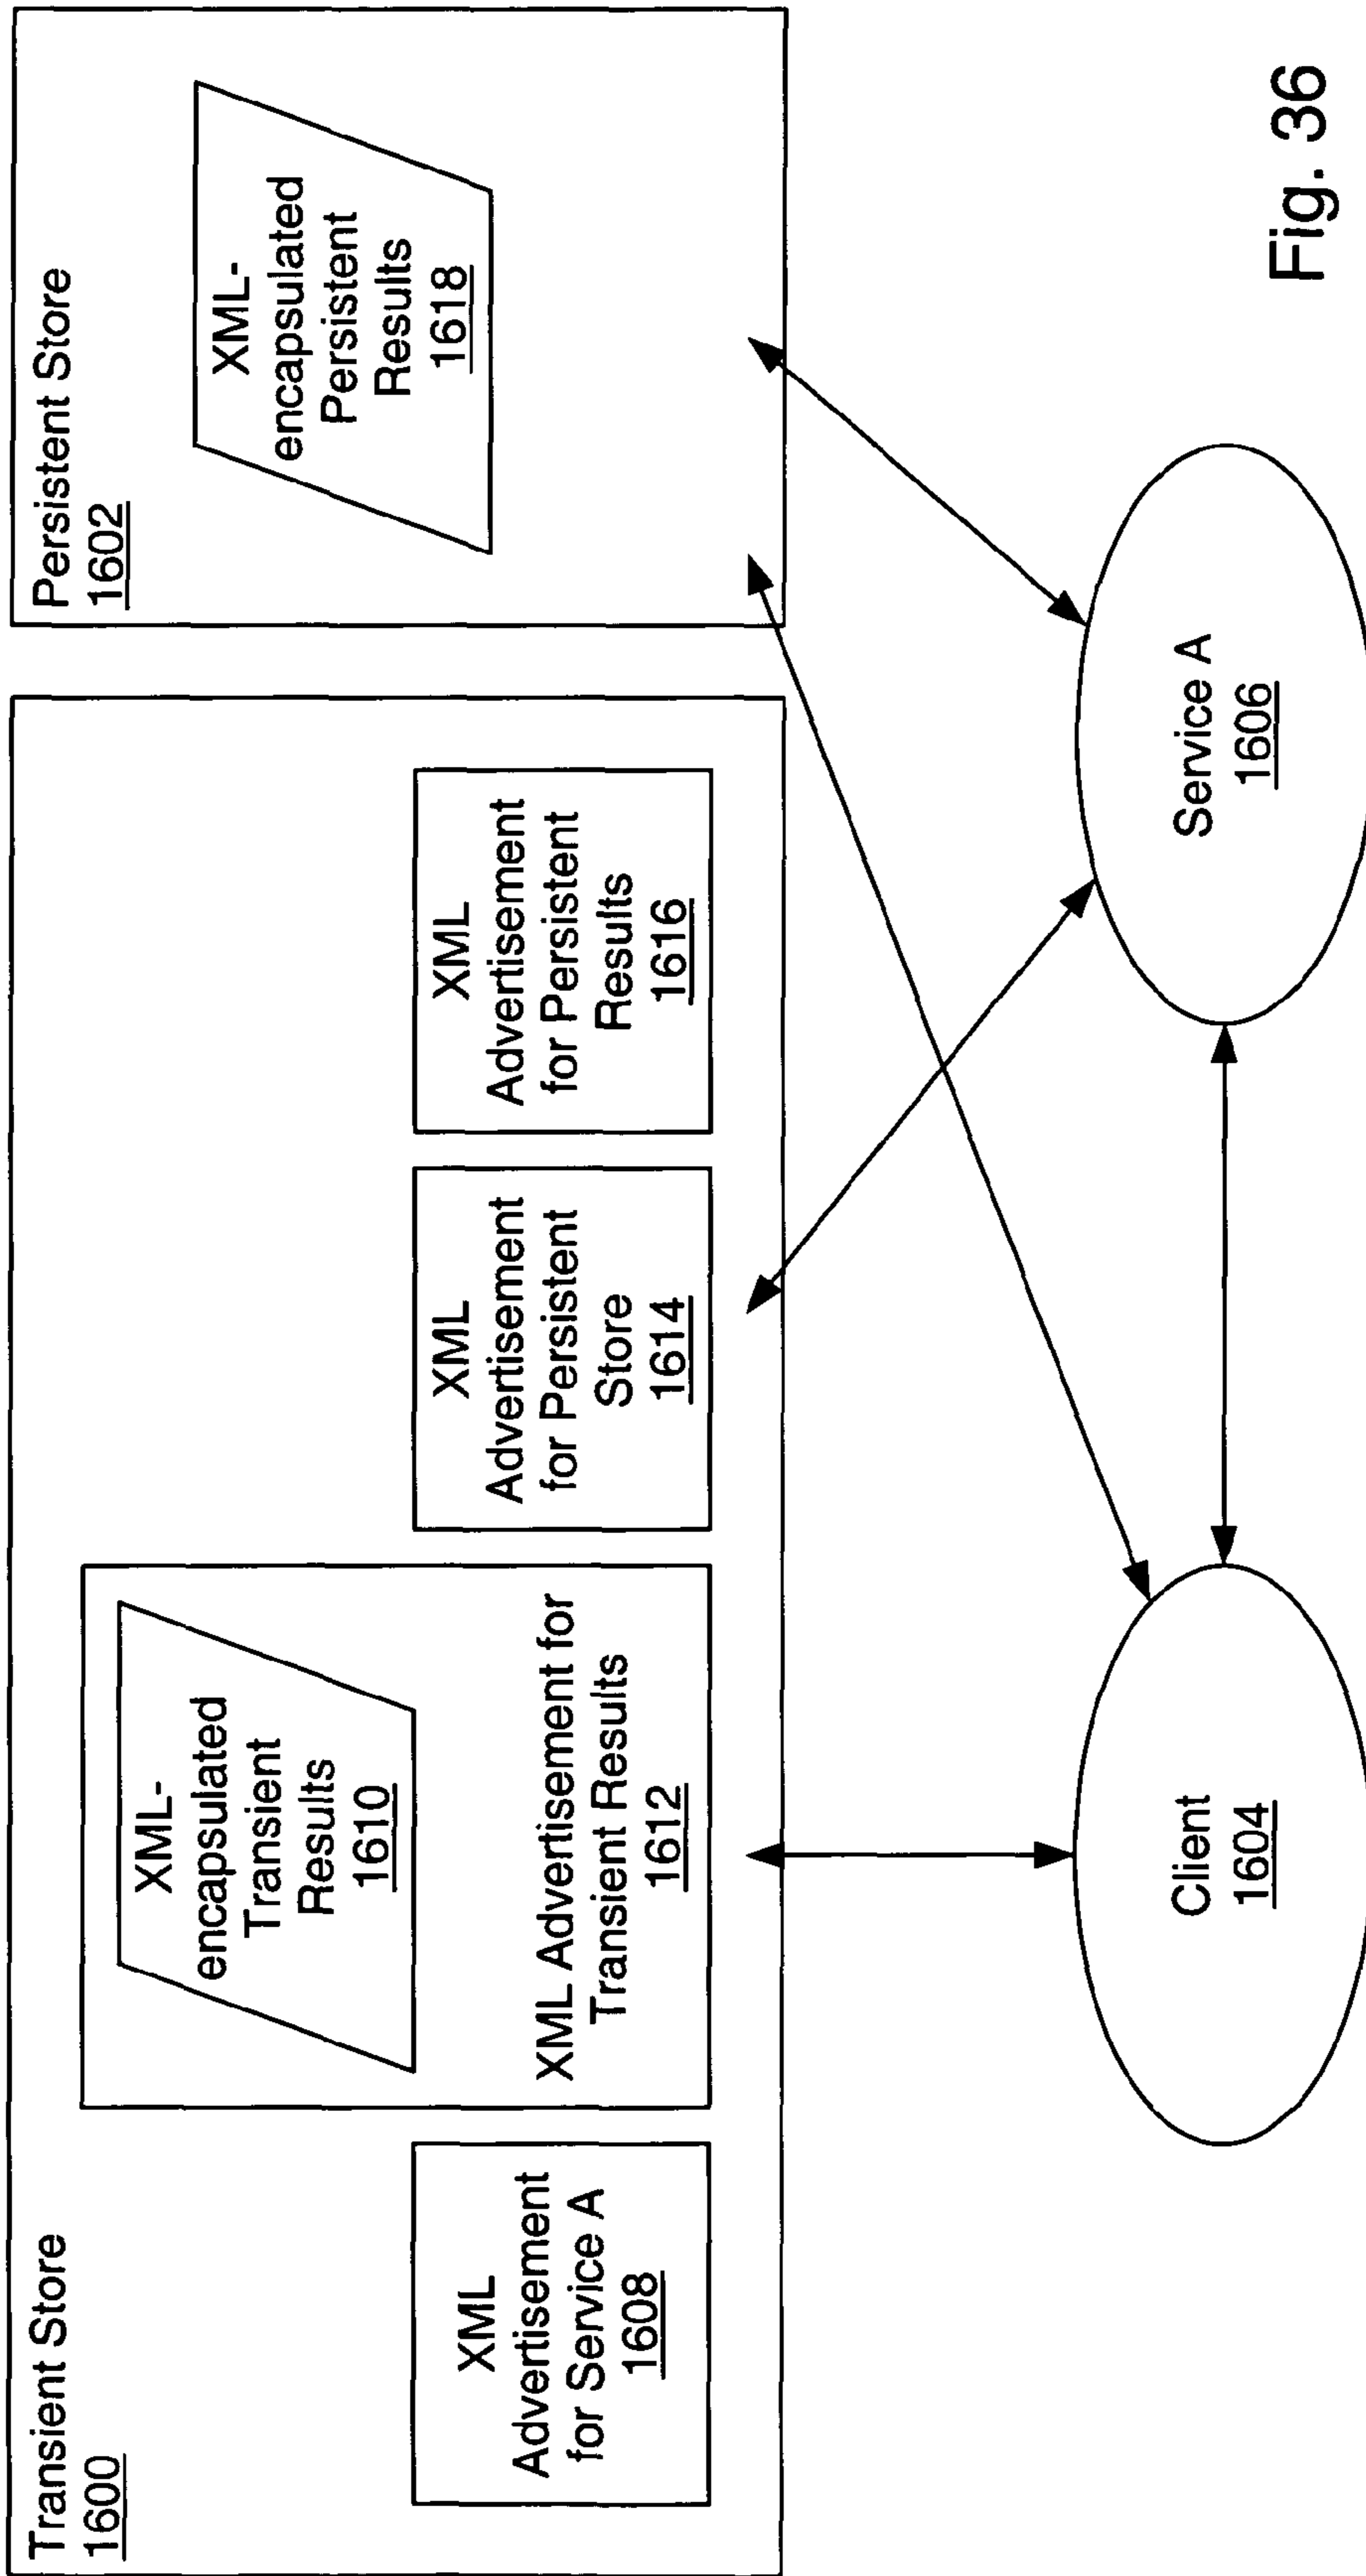 Transient Store
1600
XML
Advertisement
for Service A
1608
XML-
encapsulated
Transient
Results
1610
XML Advertisement for
Transient Results
1612
XML
Advertisement
for Persistent
Store
1614
XML
Advertisement
for Persistent
Results
1616
Persistent Store
1602
XML-
encapsulated
Persistent
Results
1618
Client
1604
Service A
1606
Fig. 36